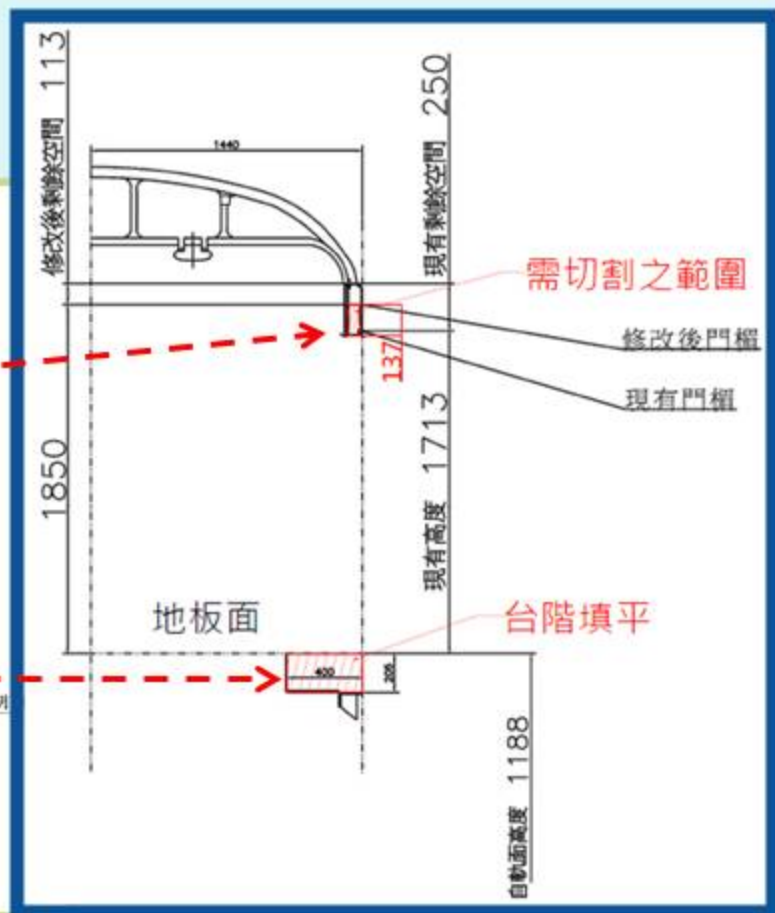 修改後剩餘空間 113
現有剩餘空間 250
1440
需切割之範圍
修改後門楣
137
現有門楣
1850
現有高度 1713
地板面
台階填平
400
205
自軌面高度 1188